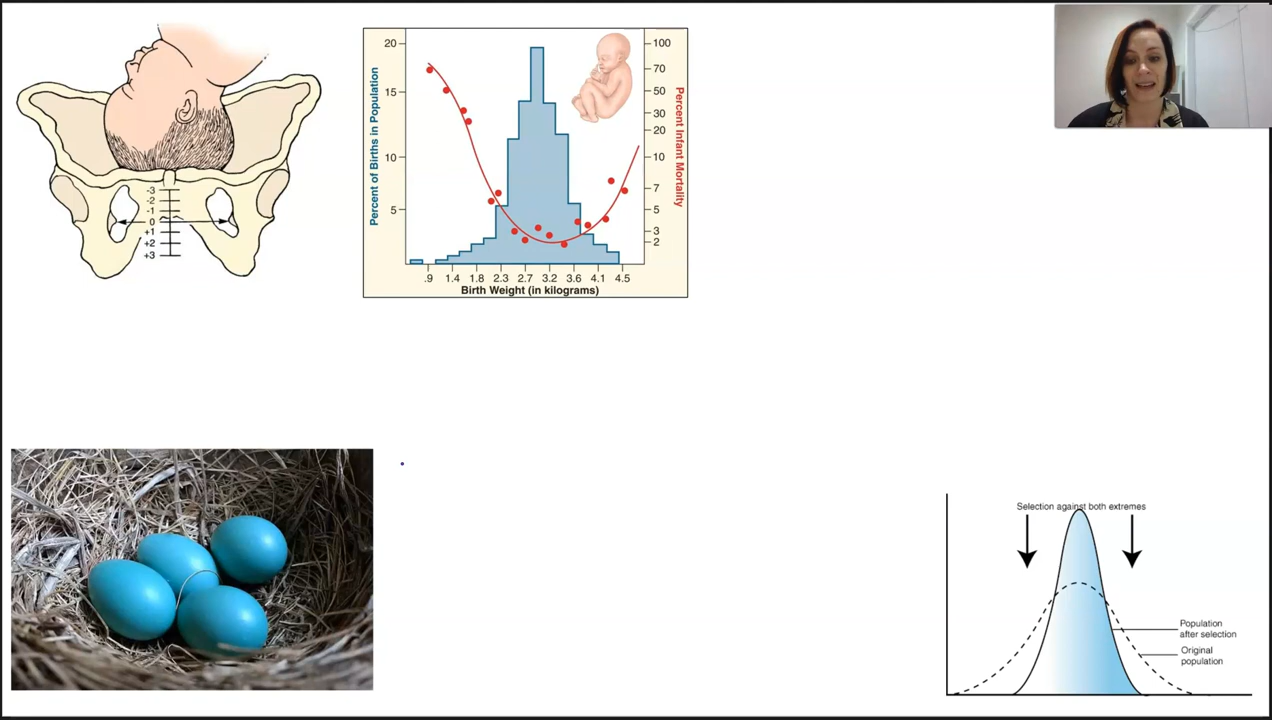 -3
-2
-1
0
+1
+2
+3
Percent of Births in Population
20
15
10
5
100
70
50
30
20
10
7
5
3
2
Percent Infant Mortality
.9 1.4 1.8 2.3 2.7 3.2 3.6 4.1 4.5
Birth Weight (in kilograms)
Selection against both extremes
Population
after selection
Original
population